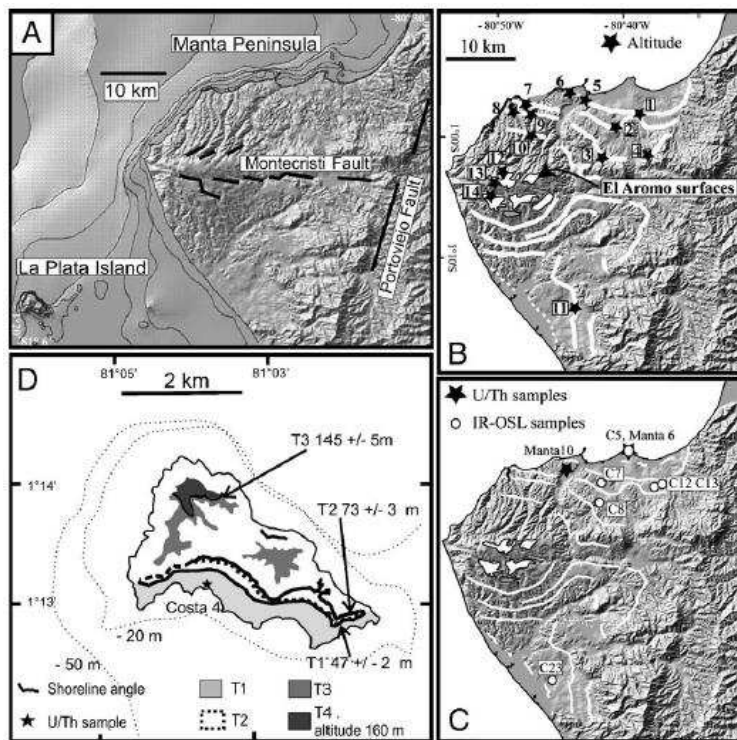 A
Manta Peninsula
10 km
Montecristi Fault
Portoviejo Fault
La Plata Island
-80°50'W
-80°40'W
10 km
Altitude
6
5
7
8
9
10
11
2
3
12
13
14
El Aromo surfaces
11
B
D
81°05'
81°03'
2 km
T3 145 +/- 5m
1°14'
T2 73 +/- 3 m
1°13'
Costa 4
- 20 m
T1 47 +/- 2 m
- 50 m
Shoreline angle
U/Th sample
T1
T2
T3
T4 ,
altitude 160 m
U/Th samples
IR-OSL samples
C5, Manta 6
Manta10
C7
C12 C13
C8
C23
C